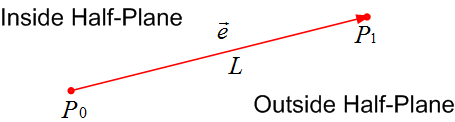 Inside Half-Plane
e⃗
P₁
L
P₀
Outside Half-Plane